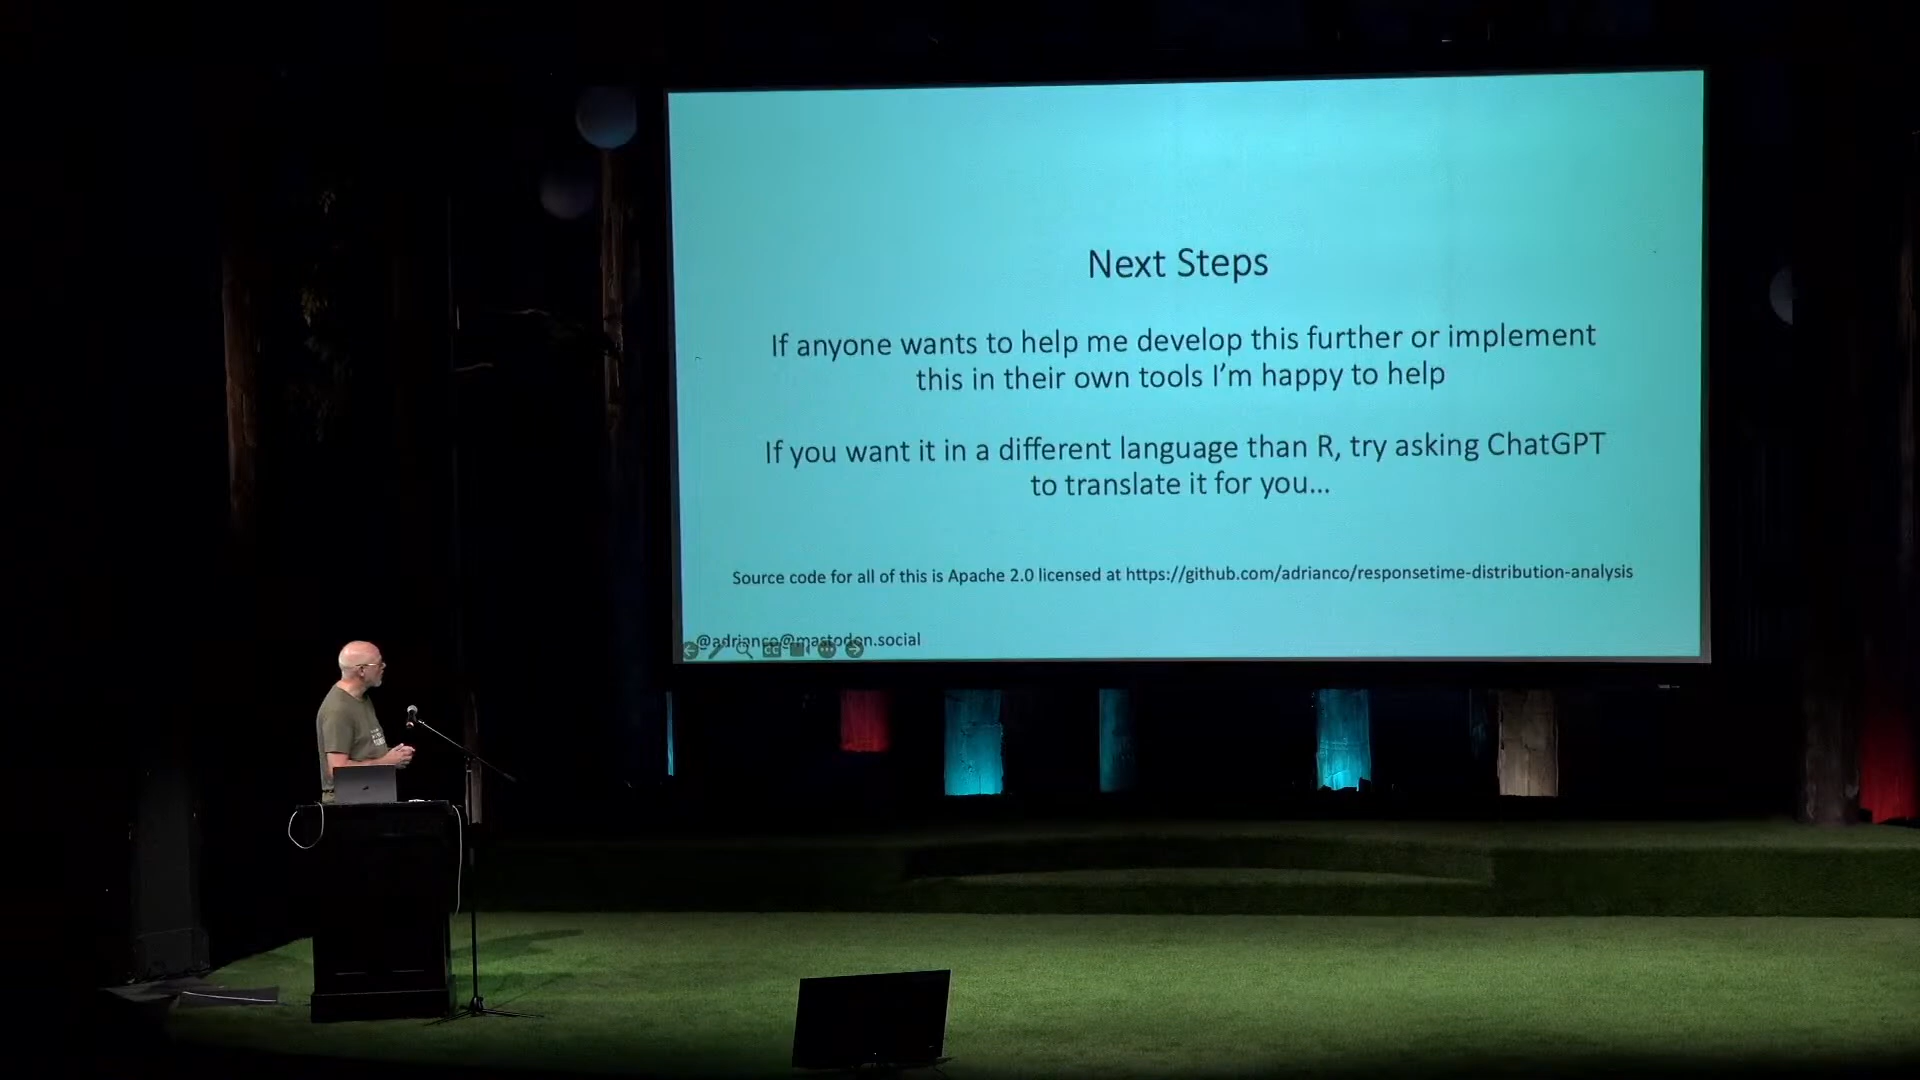 Next Steps
If anyone wants to help me develop this further or implement
this in their own tools I'm happy to help
If you want it in a different language than R, try asking ChatGPT
to translate it for you...
Source code for all of this is Apache 2.0 licensed at https://github.com/adrianco/responsetime-distribution-analysis
@adrianco@mastodon.social